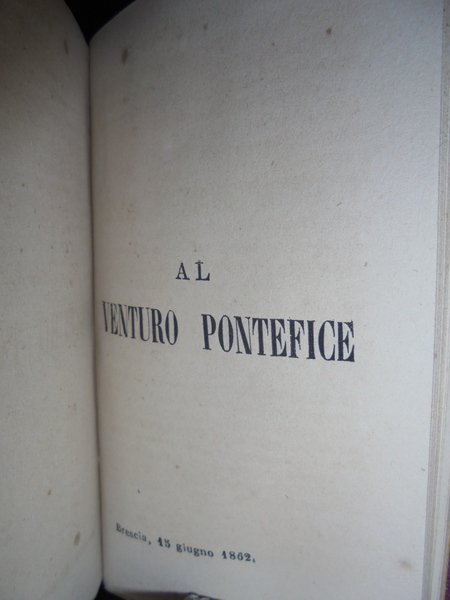 AL
VENTURO PONTEFICE
Brescia, 15 giugno 1862.